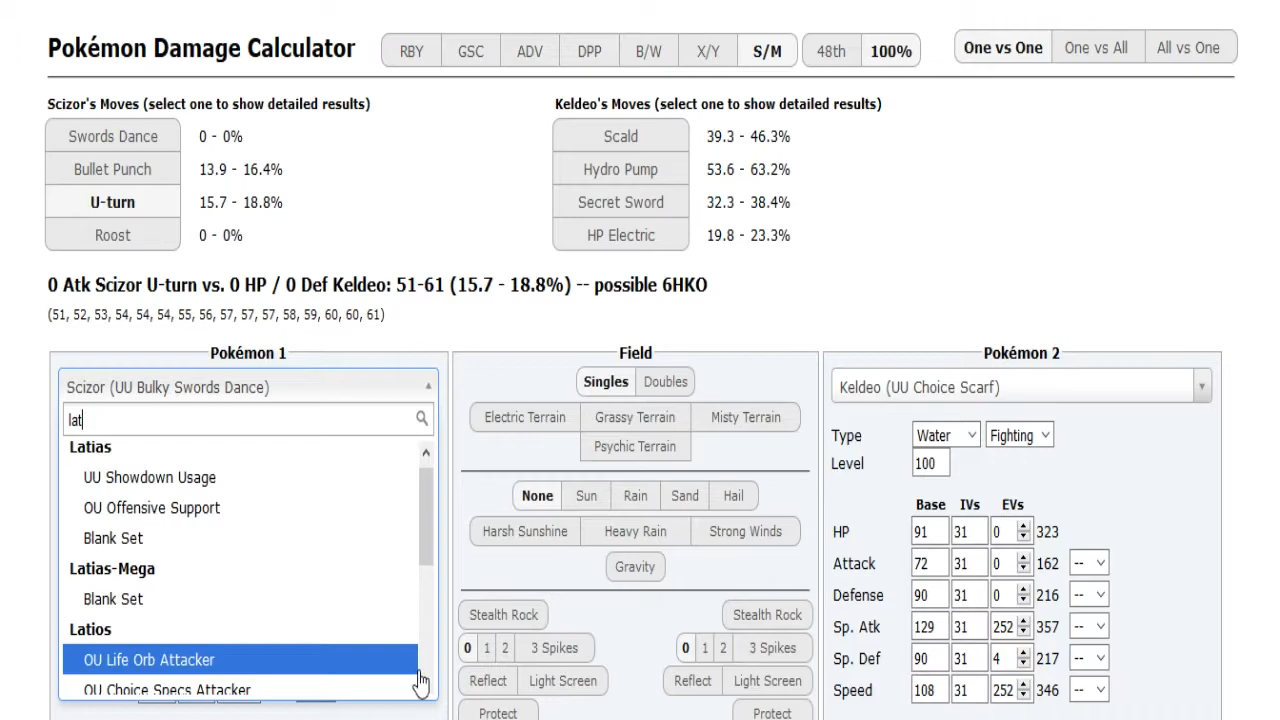 Pokémon Damage Calculator RBY GSC ADV DPP B/W X/Y S/M 48th 100% One vs One One vs All All vs One
Scizor's Moves (select one to show detailed results)
Swords Dance 0 - 0%
Bullet Punch 13.9 - 16.4%
U-turn 15.7 - 18.8%
Roost 0 - 0%
Keldeo's Moves (select one to show detailed results)
Scald 39.3 - 46.3%
Hydro Pump 53.6 - 63.2%
Secret Sword 32.3 - 38.4%
HP Electric 19.8 - 23.3%
0 Atk Scizor U-turn vs. 0 HP / 0 Def Keldeo: 51-61 (15.7 - 18.8%) -- possible 6HKO
(51, 52, 53, 54, 54, 54, 55, 56, 57, 57, 57, 58, 59, 60, 60, 61)
Pokémon 1
Scizor (UU Bulky Swords Dance)
lat
Latias
UU Showdown Usage
OU Offensive Support
Blank Set
Latias-Mega
Blank Set
Latios
OU Life Orb Attacker
OU Choice Specs Attacker
Field
Singles Doubles
Electric Terrain Grassy Terrain Misty Terrain
Psychic Terrain
None Sun Rain Sand Hail
Harsh Sunshine Heavy Rain Strong Winds
Gravity
Stealth Rock Stealth Rock
0 1 2 3 Spikes 0 1 2 3 Spikes
Reflect Light Screen Reflect Light Screen
Protect Protect
Pokémon 2
Keldeo (UU Choice Scarf)
Type Water Fighting
Level 100
Base IVs EVs
HP 91 31 0 323
Attack 72 31 0 162 --
Defense 90 31 0 216 --
Sp. Atk 129 31 252 357 --
Sp. Def 90 31 4 217 --
Speed 108 31 252 346 --